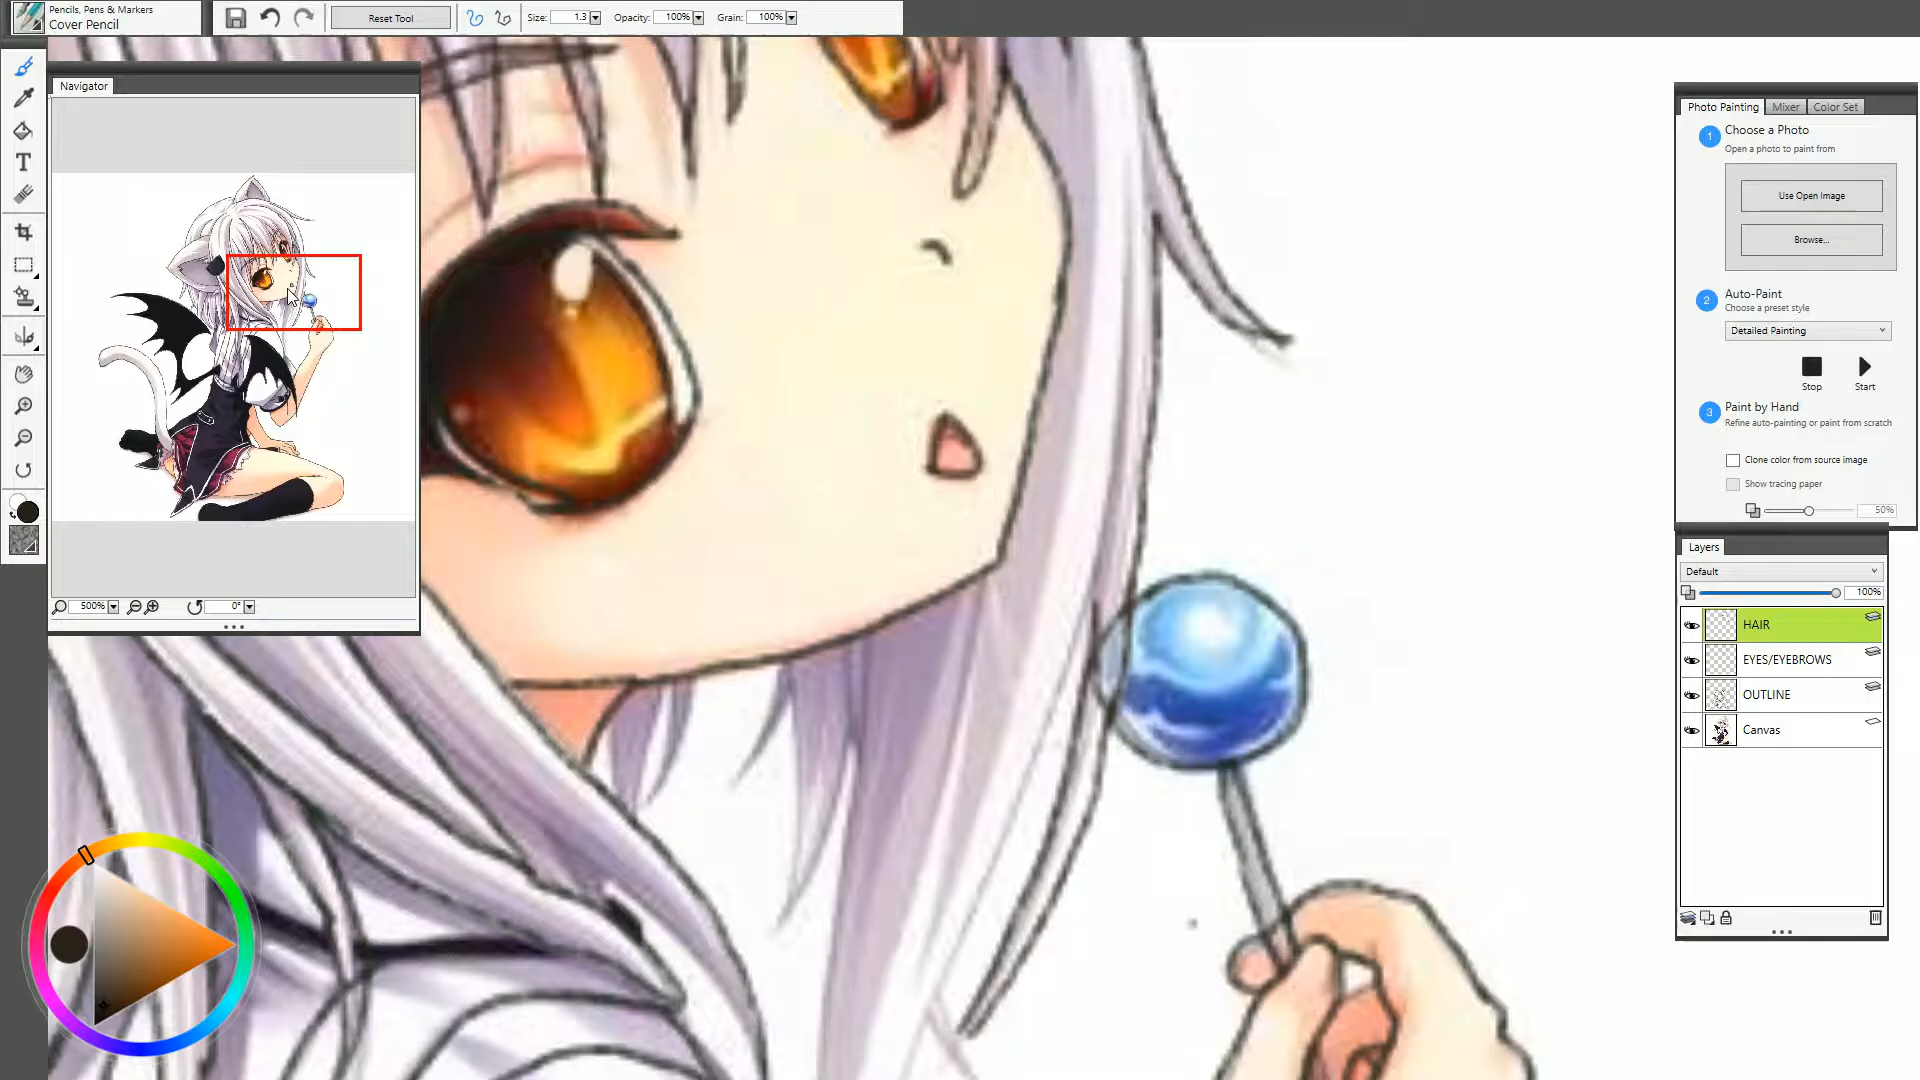 Pencils, Pens & Markers
Cover Pencil
Reset Tool
Size: 1.3
Opacity: 100%
Grain: 100%
Navigator
500%
0°
Photo Painting
Mixer
Color Set
1
Choose a Photo
Open a photo to paint from
Use Open Image
Browse...
2
Auto-Paint
Choose a preset style
Detailed Painting
Stop
Start
3
Paint by Hand
Refine auto-painting or paint from scratch
Clone color from source image
Show tracing paper
50%
Layers
Default
100%
HAIR
EYES/EYEBROWS
OUTLINE
Canvas